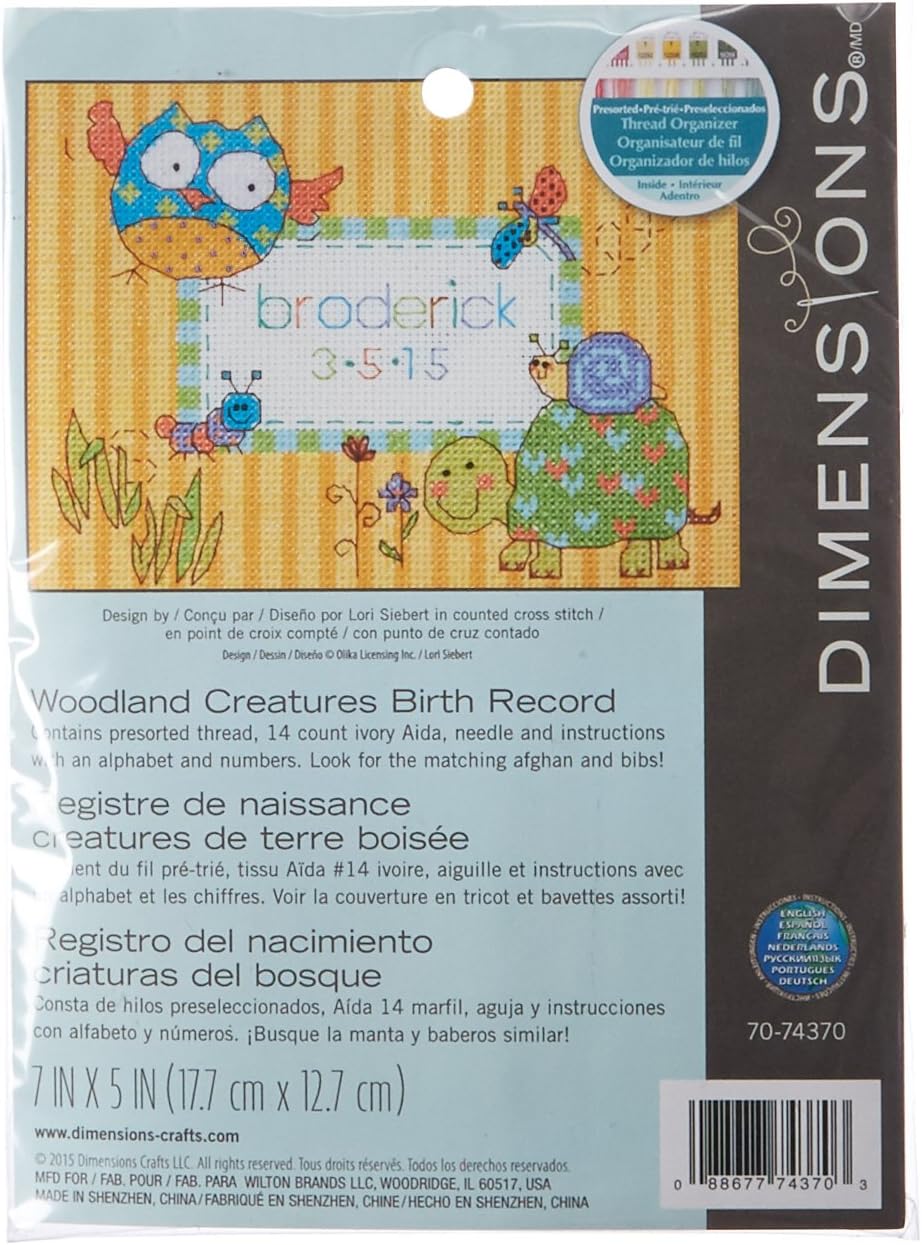 Presorted•Pré-trié•Preseleccionados
Thread Organizer
Organisateur de fil
Organizador de hilos
Inside • Intérieur
Adentro
DIMENSIONS®/MD
broderick
3•5•15
Design by / Conçu par / Diseño por Lori Siebert in counted cross stitch /
en point de croix compté / con punto de cruz contado
Design / Dessin / Diseño © Olika Licensing Inc. / Lori Siebert
Woodland Creatures Birth Record
Contains presorted thread, 14 count ivory Aida, needle and instructions
with an alphabet and numbers. Look for the matching afghan and bibs!
Registre de naissance
creatures de terre boisée
du fil pré-trié, tissu Aïda #14 ivoire, aiguille et instructions avec
alphabet et les chiffres. Voir la couverture en tricot et bavettes assorti!
Registro del nacimiento
criaturas del bosque
Consta de hilos preseleccionados, Aída 14 marfil, aguja y instrucciones
con alfabeto y números. ¡Busque la manta y baberos similar!
7 IN X 5 IN (17.7 cm x 12.7 cm)
www.dimensions-crafts.com
© 2015 Dimensions Crafts LLC. All rights reserved. Tous droits réservés. Todos los derechos reservados.
MFD FOR / FAB. POUR / FAB. PARA WILTON BRANDS LLC, WOODRIDGE, IL 60517, USA
MADE IN SHENZHEN, CHINA/FABRIQUÉ EN SHENZHEN, CHINE/HECHO EN SHENZHEN, CHINA
ENGLISH
ESPAÑOL
FRANÇAIS
NEDERLANDS
РУССКИЙ ЯЗЫК
PORTUGUES
DEUTSCH
70-74370
0 88677 74370 3